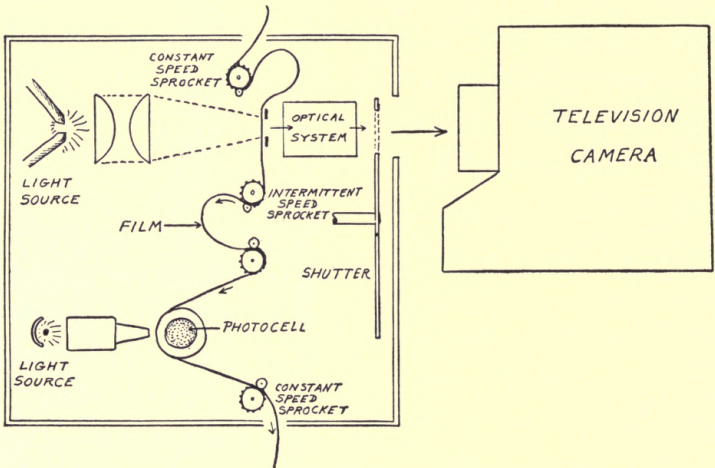 CONSTANT
SPEED
SPROCKET
OPTICAL
SYSTEM
TELEVISION
CAMERA
LIGHT
SOURCE
INTERMITTENT
SPEED
SPROCKET
FILM
SHUTTER
PHOTOCELL
LIGHT
SOURCE
CONSTANT
SPEED
SPROCKET